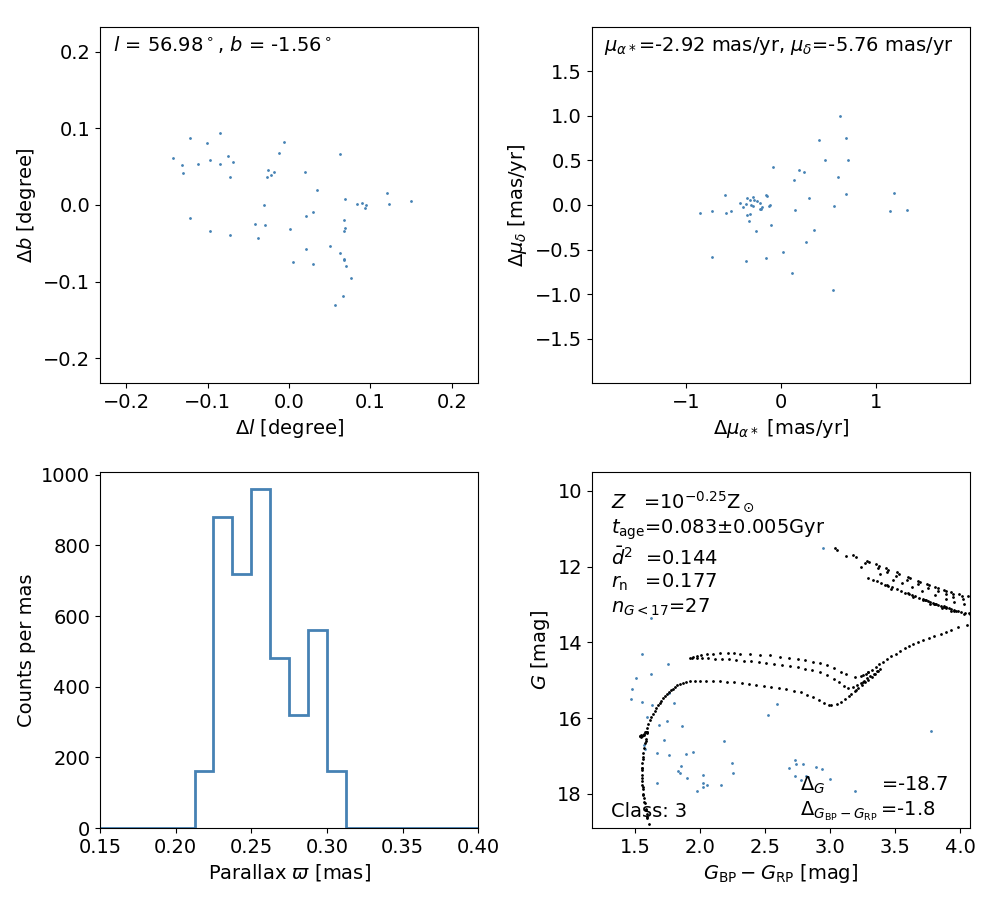 l = 56.98°, b = -1.56°
0.2
0.1
0.0
−0.1
−0.2
Δb [degree]
−0.2 −0.1 0.0 0.1 0.2
Δl [degree]
μα*=-2.92 mas/yr, μδ=-5.76 mas/yr
1.5
1.0
0.5
0.0
−0.5
−1.0
−1.5
Δμδ [mas/yr]
−1 0 1
Δμα* [mas/yr]
1000
800
600
400
200
0
Counts per mas
0.15 0.20 0.25 0.30 0.35 0.40
Parallax ϖ [mas]
Z =10^−0.25 Z⊙
t_age=0.083±0.005Gyr
d̄² =0.144
r_n =0.177
n_G<17=27
Δ_G =-18.7
Δ_GBP−GRP =-1.8
Class: 3
10
12
14
16
18
G [mag]
1.5 2.0 2.5 3.0 3.5 4.0
G_BP − G_RP [mag]